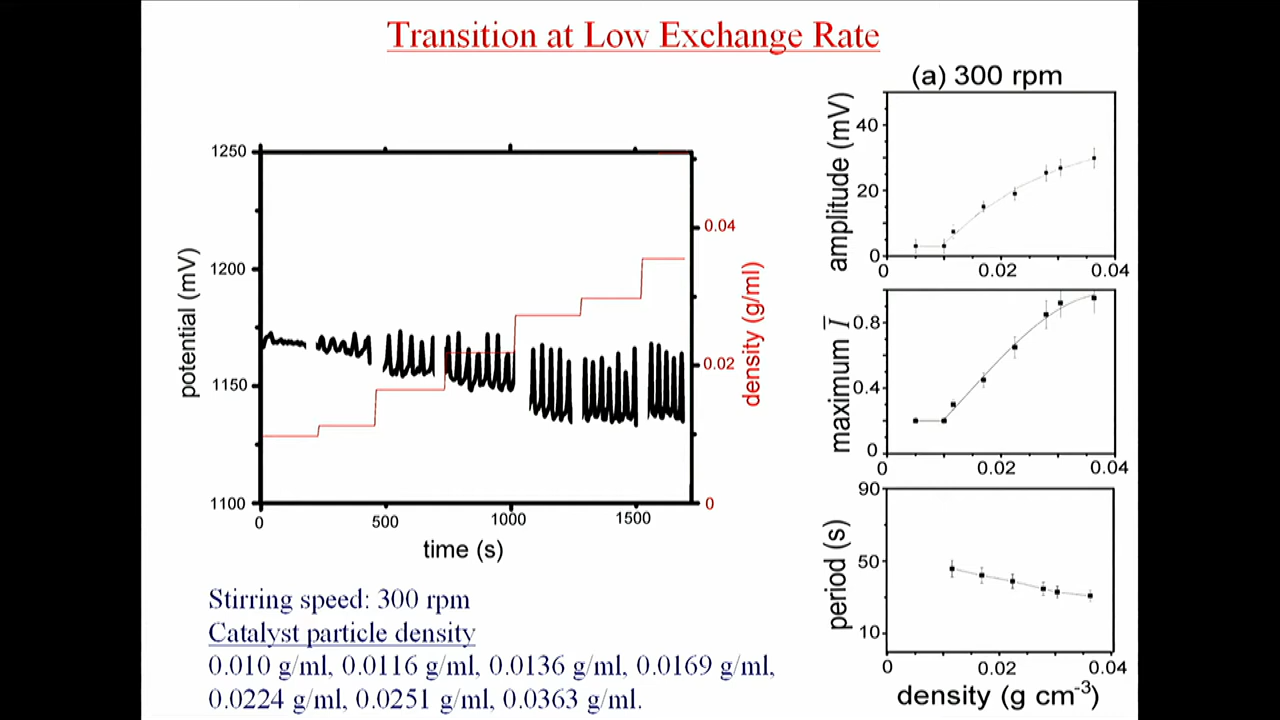 Transition at Low Exchange Rate
1250
1200
1150
1100
potential (mV)
0
500
1000
1500
time (s)
0.04
0.02
0
density (g/ml)
(a) 300 rpm
amplitude (mV)
40
20
0
0
0.02
0.04
maximum I̅
0.8
0.4
0
0
0.02
0.04
period (s)
90
50
10
0
0.02
0.04
density (g cm⁻³)
Stirring speed: 300 rpm
Catalyst particle density
0.010 g/ml, 0.0116 g/ml, 0.0136 g/ml, 0.0169 g/ml,
0.0224 g/ml, 0.0251 g/ml, 0.0363 g/ml.